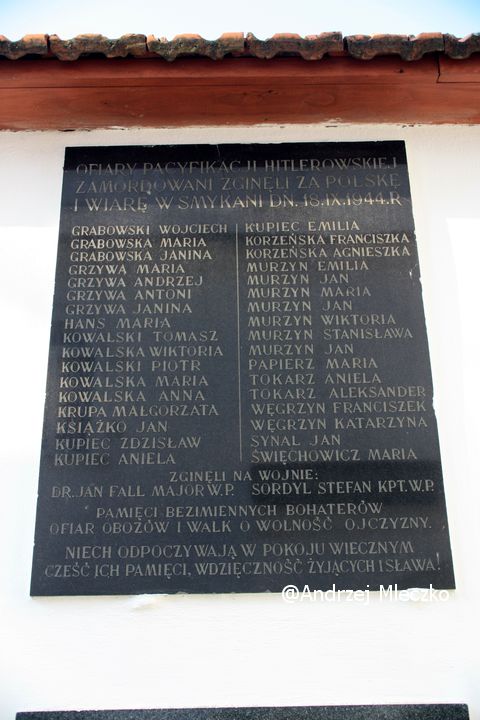 OFIARY PACYFIKACJI HITLEROWSKIEJ
ZAMORDOWANI ZGINĘLI ZA POLSKĘ
I WIARĘ W SMYKANI DN. 18.IX.1944.R
GRABOWSKI WOJCIECH
GRABOWSKA MARIA
GRABOWSKA JANINA
GRZYWA MARIA
GRZYWA ANDRZEJ
GRZYWA ANTONI
GRZYWA JANINA
HANS MARIA
KOWALSKI TOMASZ
KOWALSKA WIKTORIA
KOWALSKI PIOTR
KOWALSKA MARIA
KOWALSKA ANNA
KRUPA MAŁGORZATA
KSIĄŻKO JAN
KUPIEC ZDZISŁAW
KUPIEC ANIELA
KUPIEC EMILIA
KORZEŃSKA FRANCISZKA
KORZEŃSKA AGNIESZKA
MURZYN EMILIA
MURZYN JAN
MURZYN MARIA
MURZYN JAN
MURZYN WIKTORIA
MURZYN STANISŁAWA
MURZYN JAN
PAPIERZ MARIA
TOKARZ ANIELA
TOKARZ ALEKSANDER
WĘGRZYN FRANCISZEK
WĘGRZYN KATARZYNA
SYNAL JAN
ŚWIĘCHOWICZ MARIA
ZGINĘLI NA WOJNIE:
DR. JAN FALL MAJOR W.P. SORDYL STEFAN KPT. W.P.
PAMIĘCI BEZIMIENNYCH BOHATERÓW
OFIAR OBOZÓW I WALK O WOLNOŚĆ OJCZYZNY.
NIECH ODPOCZYWAJĄ W POKOJU WIECZNYM
CZEŚĆ ICH PAMIĘCI, WDZIĘCZNOŚĆ ŻYJĄCYCH I SŁAWA!
@Andrzej Mleczko